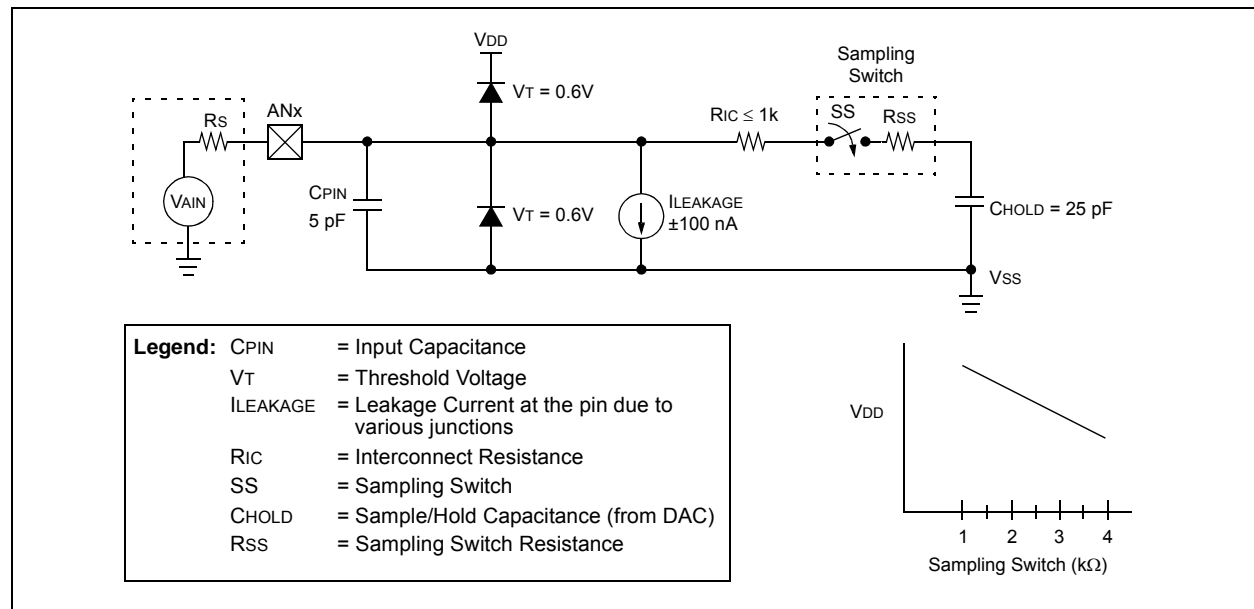 VDD
Sampling
Switch
VT = 0.6V
ANx
RS
RIC ≤ 1k
SS
RSS
VAIN
CPIN
5 pF
VT = 0.6V
ILEAKAGE
±100 nA
CHOLD = 25 pF
VSS
Legend: CPIN = Input Capacitance
VT = Threshold Voltage
ILEAKAGE = Leakage Current at the pin due to
various junctions
RIC = Interconnect Resistance
SS = Sampling Switch
CHOLD = Sample/Hold Capacitance (from DAC)
RSS = Sampling Switch Resistance
VDD
1 2 3 4
Sampling Switch (kΩ)